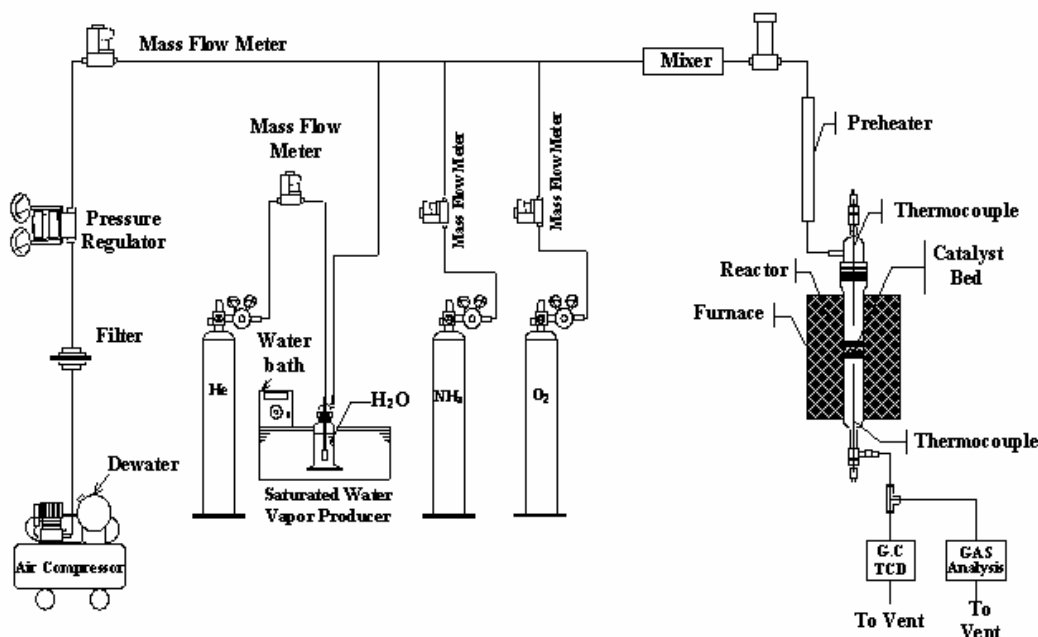 Mass Flow Meter
Mixer
Preheater
Mass Flow
Meter
Mass Flow Meter
Mass Flow Meter
Pressure
Regulator
Thermocouple
Reactor
Catalyst
Bed
Furnace
Filter
Water
bath
He
H₂O
NH₃
O₂
Thermocouple
Dewater
Saturated Water
Vapor Producer
Air Compressor
G.C
TCD
GAS
Analysis
To Vent
To
Vent